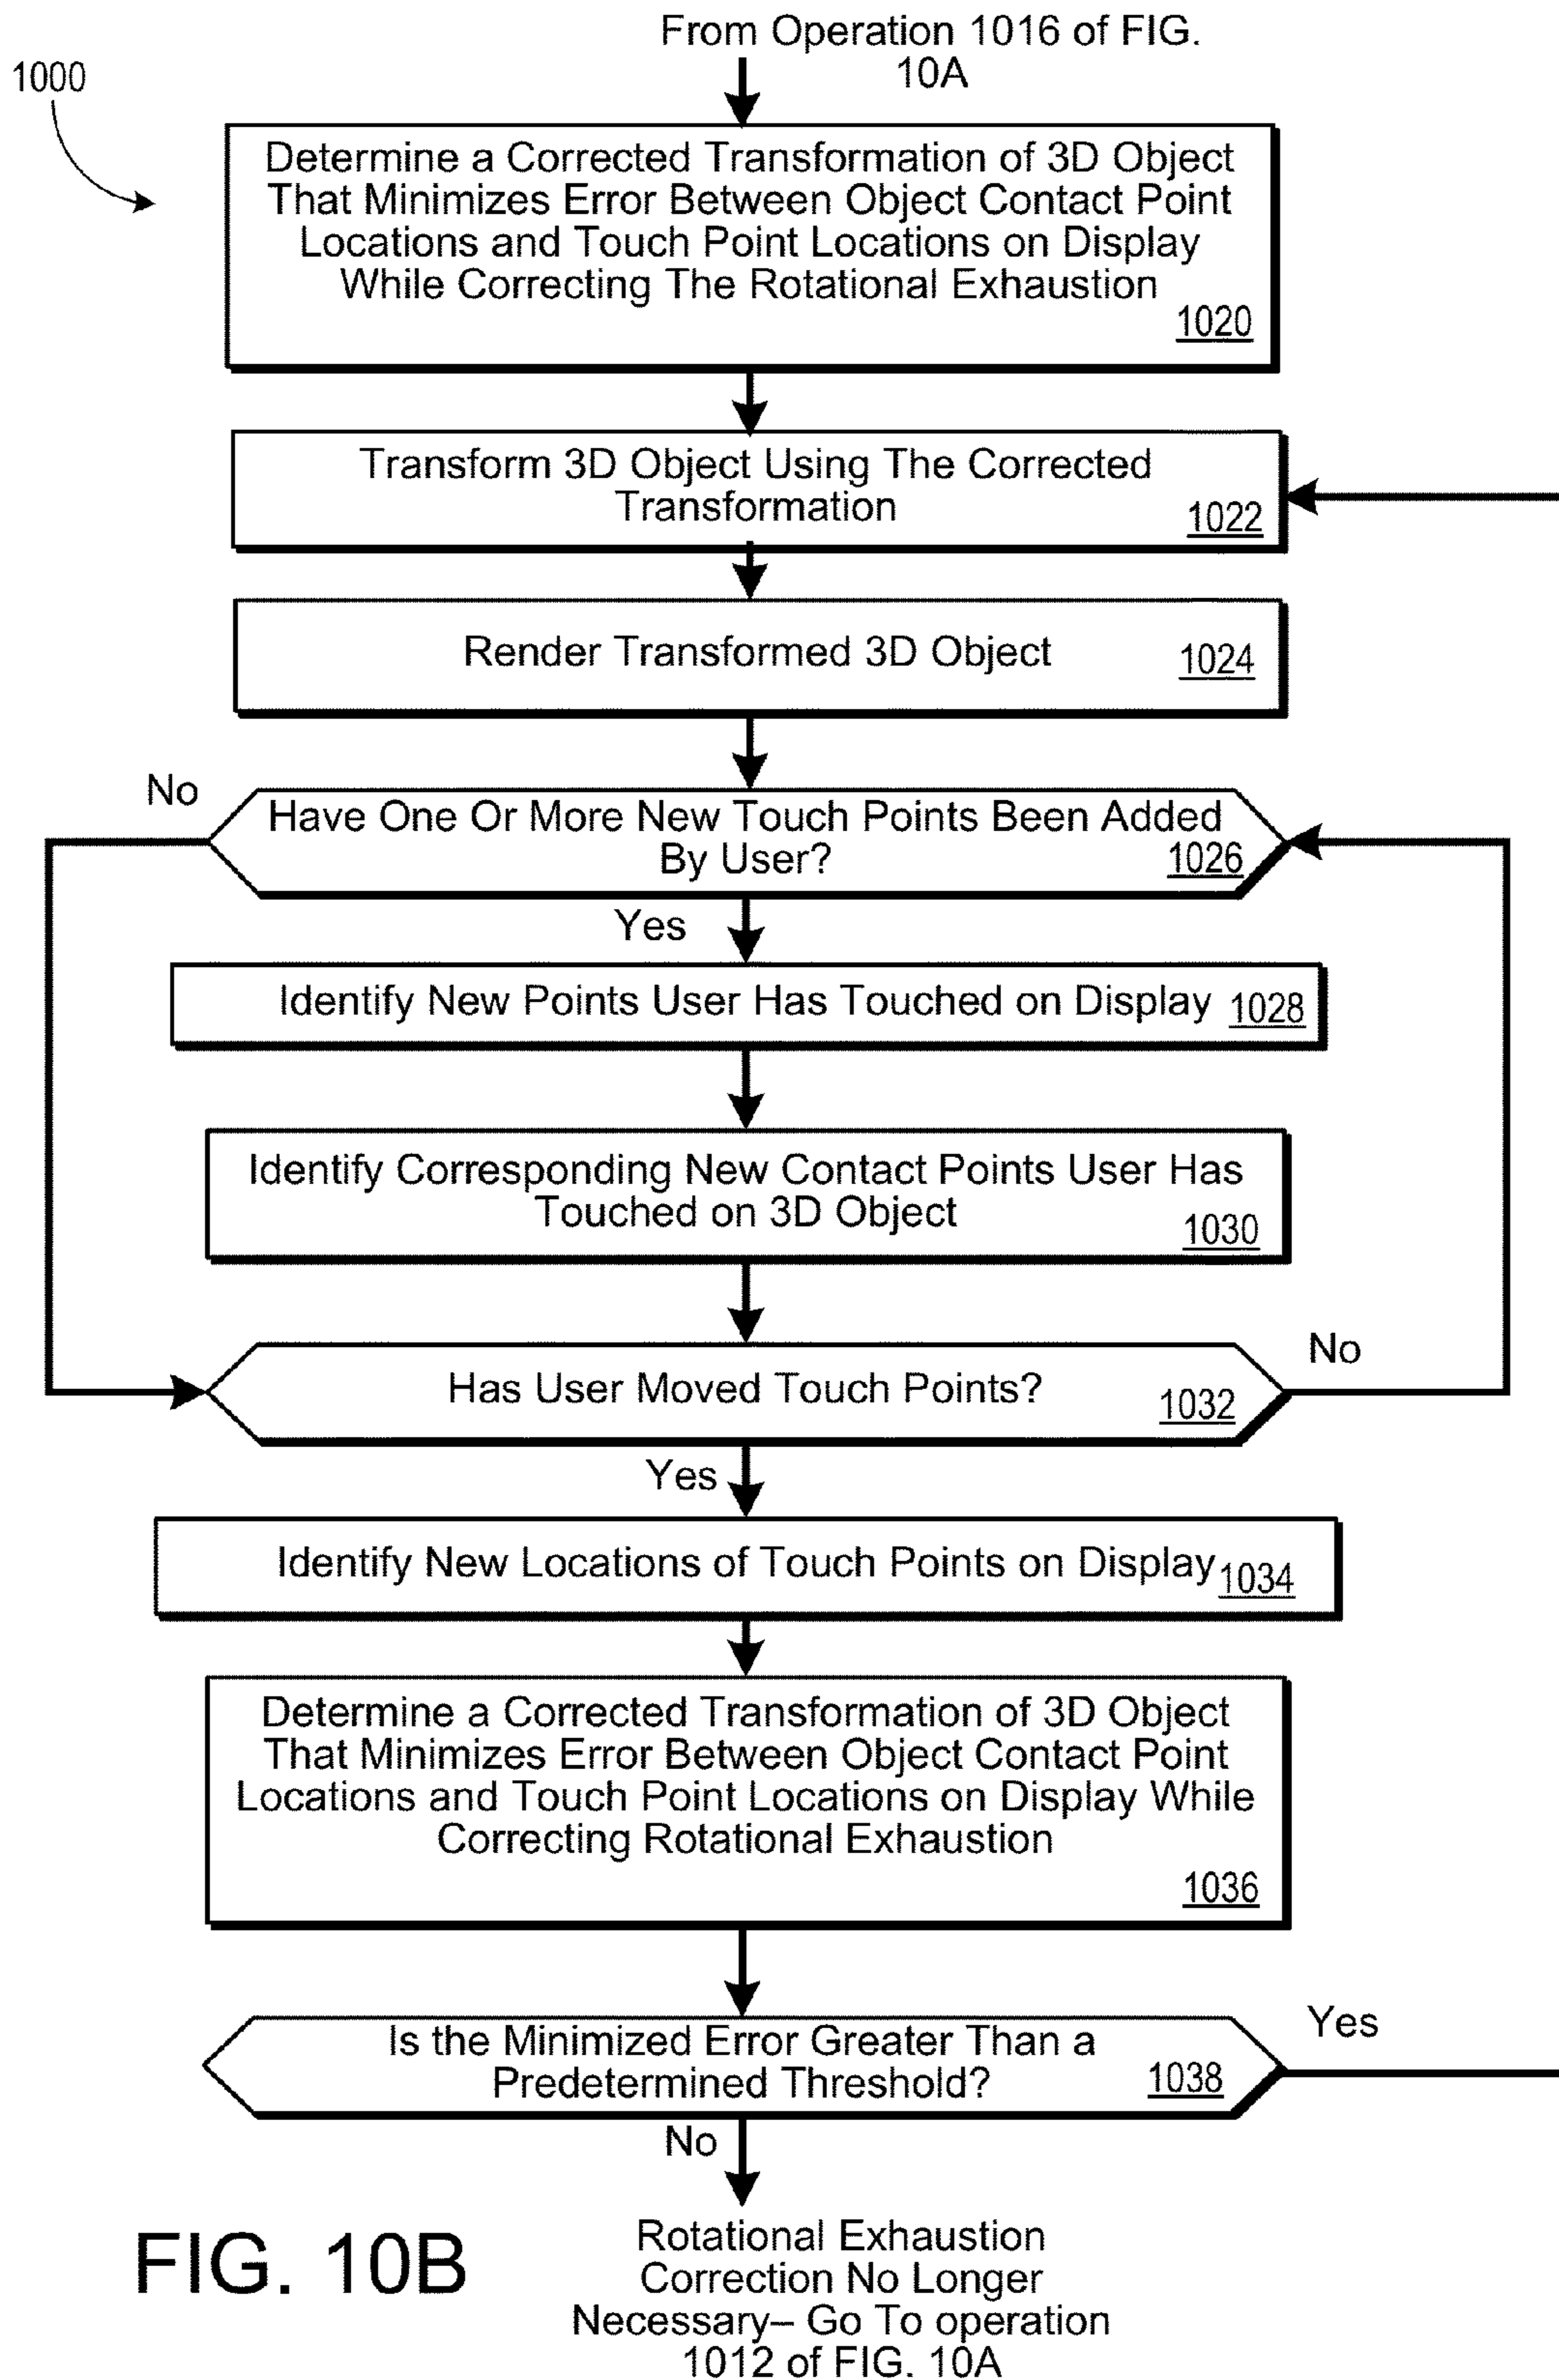 From Operation 1016 of FIG.
10A
1000
Determine a Corrected Transformation of 3D Object
That Minimizes Error Between Object Contact Point
Locations and Touch Point Locations on Display
While Correcting The Rotational Exhaustion
1020
Transform 3D Object Using The Corrected
Transformation
1022
Render Transformed 3D Object
1024
No
Have One Or More New Touch Points Been Added
By User?
1026
Yes
Identify New Points User Has Touched on Display
1028
Identify Corresponding New Contact Points User Has
Touched on 3D Object
1030
No
Has User Moved Touch Points?
1032
Yes
Identify New Locations of Touch Points on Display
1034
Determine a Corrected Transformation of 3D Object
That Minimizes Error Between Object Contact Point
Locations and Touch Point Locations on Display While
Correcting Rotational Exhaustion
1036
Yes
Is the Minimized Error Greater Than a
Predetermined Threshold?
1038
No
FIG. 10B
Rotational Exhaustion
Correction No Longer
Necessary– Go To operation
1012 of FIG. 10A